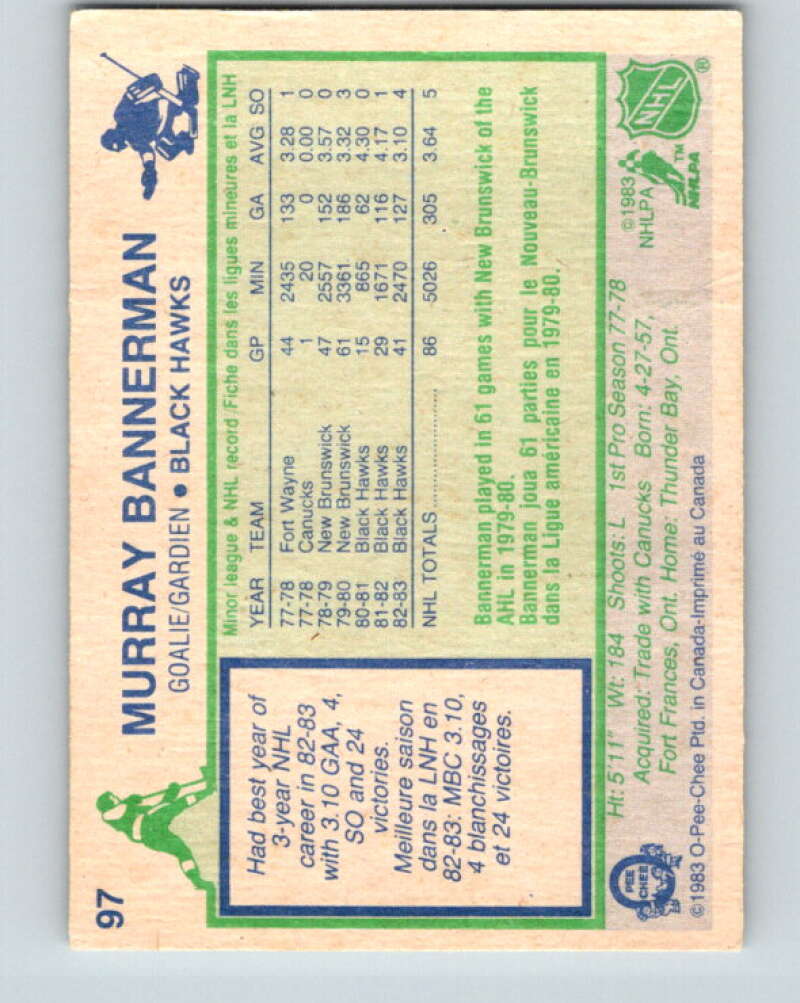 97
MURRAY BANNERMAN
GOALIE/GARDIEN • BLACK HAWKS
Had best year of
3-year NHL
career in 82-83
with 3.10 GAA, 4,
SO and 24
victories.
Meilleure saison
dans la LNH en
82-83: MBC 3.10,
4 blanchissages
et 24 victoires.
Minor league & NHL record/Fiche dans les ligues mineures et la LNH
YEAR TEAM GP MIN GA AVG SO
77-78 Fort Wayne 44 2435 133 3.28 1
77-78 Canucks 1 20 0 0.00 0
78-79 New Brunswick 47 2557 152 3.57 0
79-80 New Brunswick 61 3361 186 3.32 3
80-81 Black Hawks 15 865 62 4.30 0
81-82 Black Hawks 29 1671 116 4.17 1
82-83 Black Hawks 41 2470 127 3.10 4
NHL TOTALS.................. 86 5026 305 3.64 5
Bannerman played in 61 games with New Brunswick of the
AHL in 1979-80.
Bannerman joua 61 parties pour le Nouveau-Brunswick
dans la Ligue américaine en 1979-80.
PEE
CHEE
Ht: 5'11" Wt: 184 Shoots: L 1st Pro Season 77-78
Acquired: Trade with Canucks Born: 4-27-57,
Fort Frances, Ont. Home: Thunder Bay, Ont.
©1983 O-Pee-Chee Ptd. in Canada-Imprimé au Canada
©1983
NHLPA
NHLPA™
NHL®